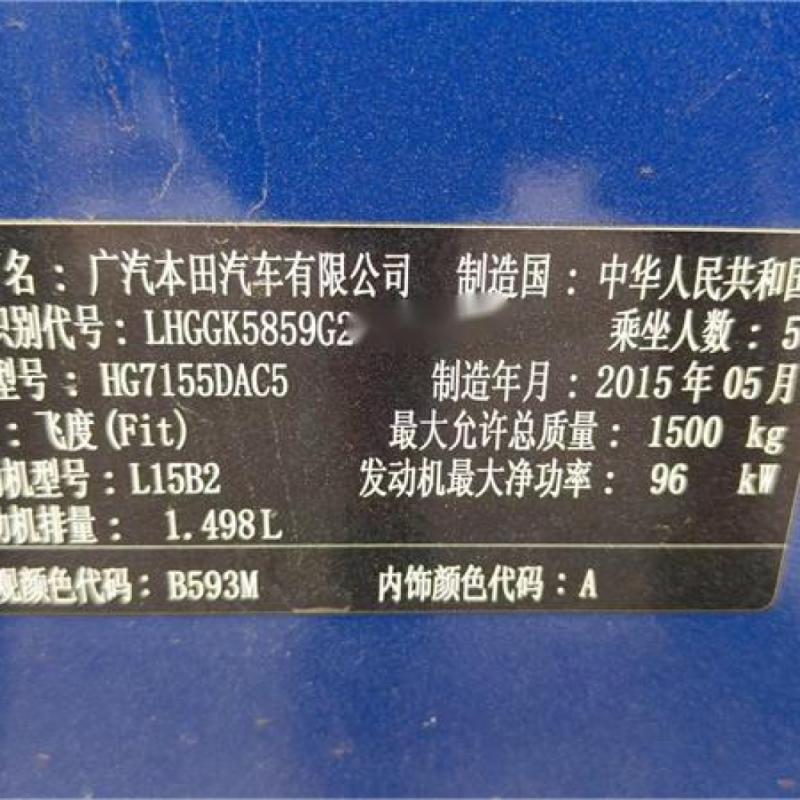 名：广汽本田汽车有限公司 制造国：中华人民共和国
识别代号：LHGGK5859G2 乘坐人数：5
型号：HG7155DAC5 制造年月：2015年05月
：飞度(Fit) 最大允许总质量：1500 kg
机型号：L15B2 发动机最大净功率：96 kW
动机排量：1.498L
观颜色代码：B593M 内饰颜色代码：A